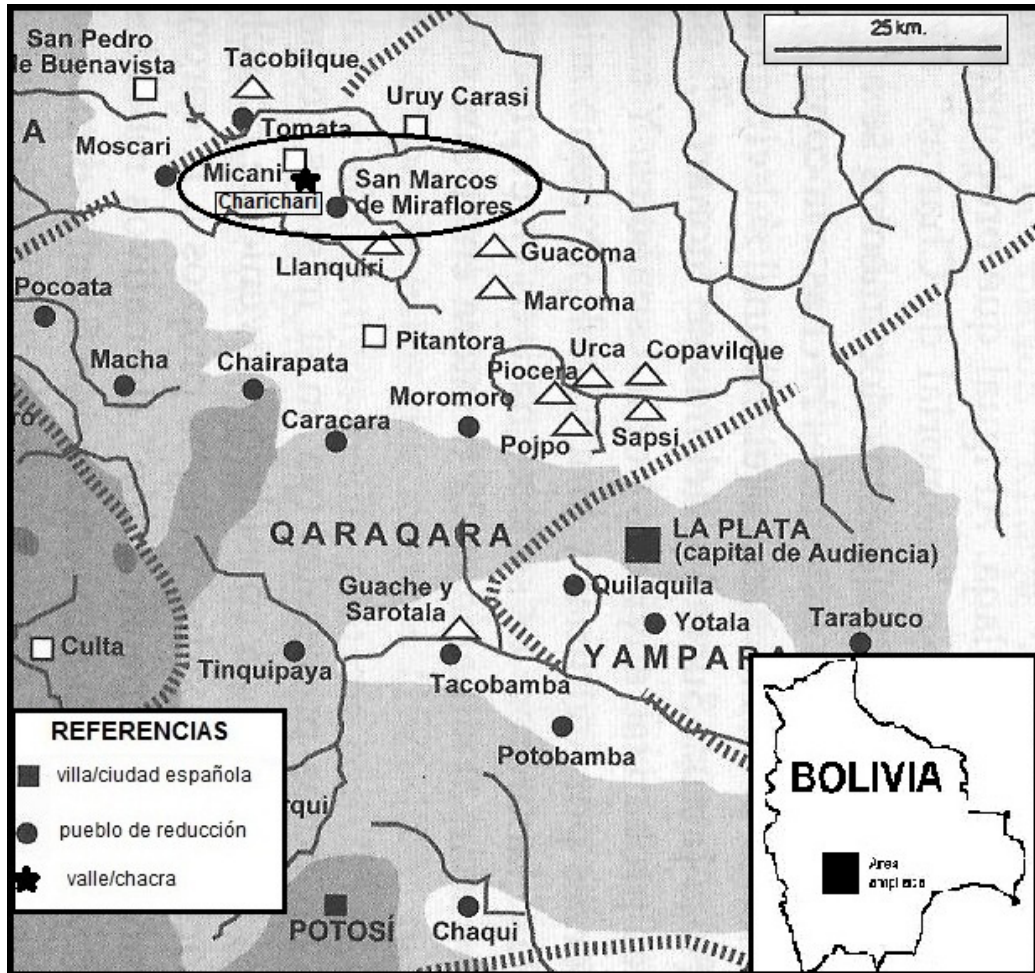 25 km.
San Pedro
de Buenavista
Tacobilque
Uruy Carasi
A
Moscari
Tomata
Micani
Charichari
San Marcos
de Miraflores
Llanquiri
Guacoma
Marcoma
Pocoata
Pitantora
Macha
Chairapata
Urca
Copavilque
Piocera
Moromoro
Caracara
Pojpo
Sapsi
QARAQARA
LA PLATA
(capital de Audiencia)
Guache y
Sarotala
Quilaquila
Yotala
Tarabuco
Culta
Tinquipaya
YAMPARA
Tacobamba
Potobamba
REFERENCIAS
villa/ciudad española
pueblo de reducción
valle/chacra
POTOSÍ
Chaqui
BOLIVIA